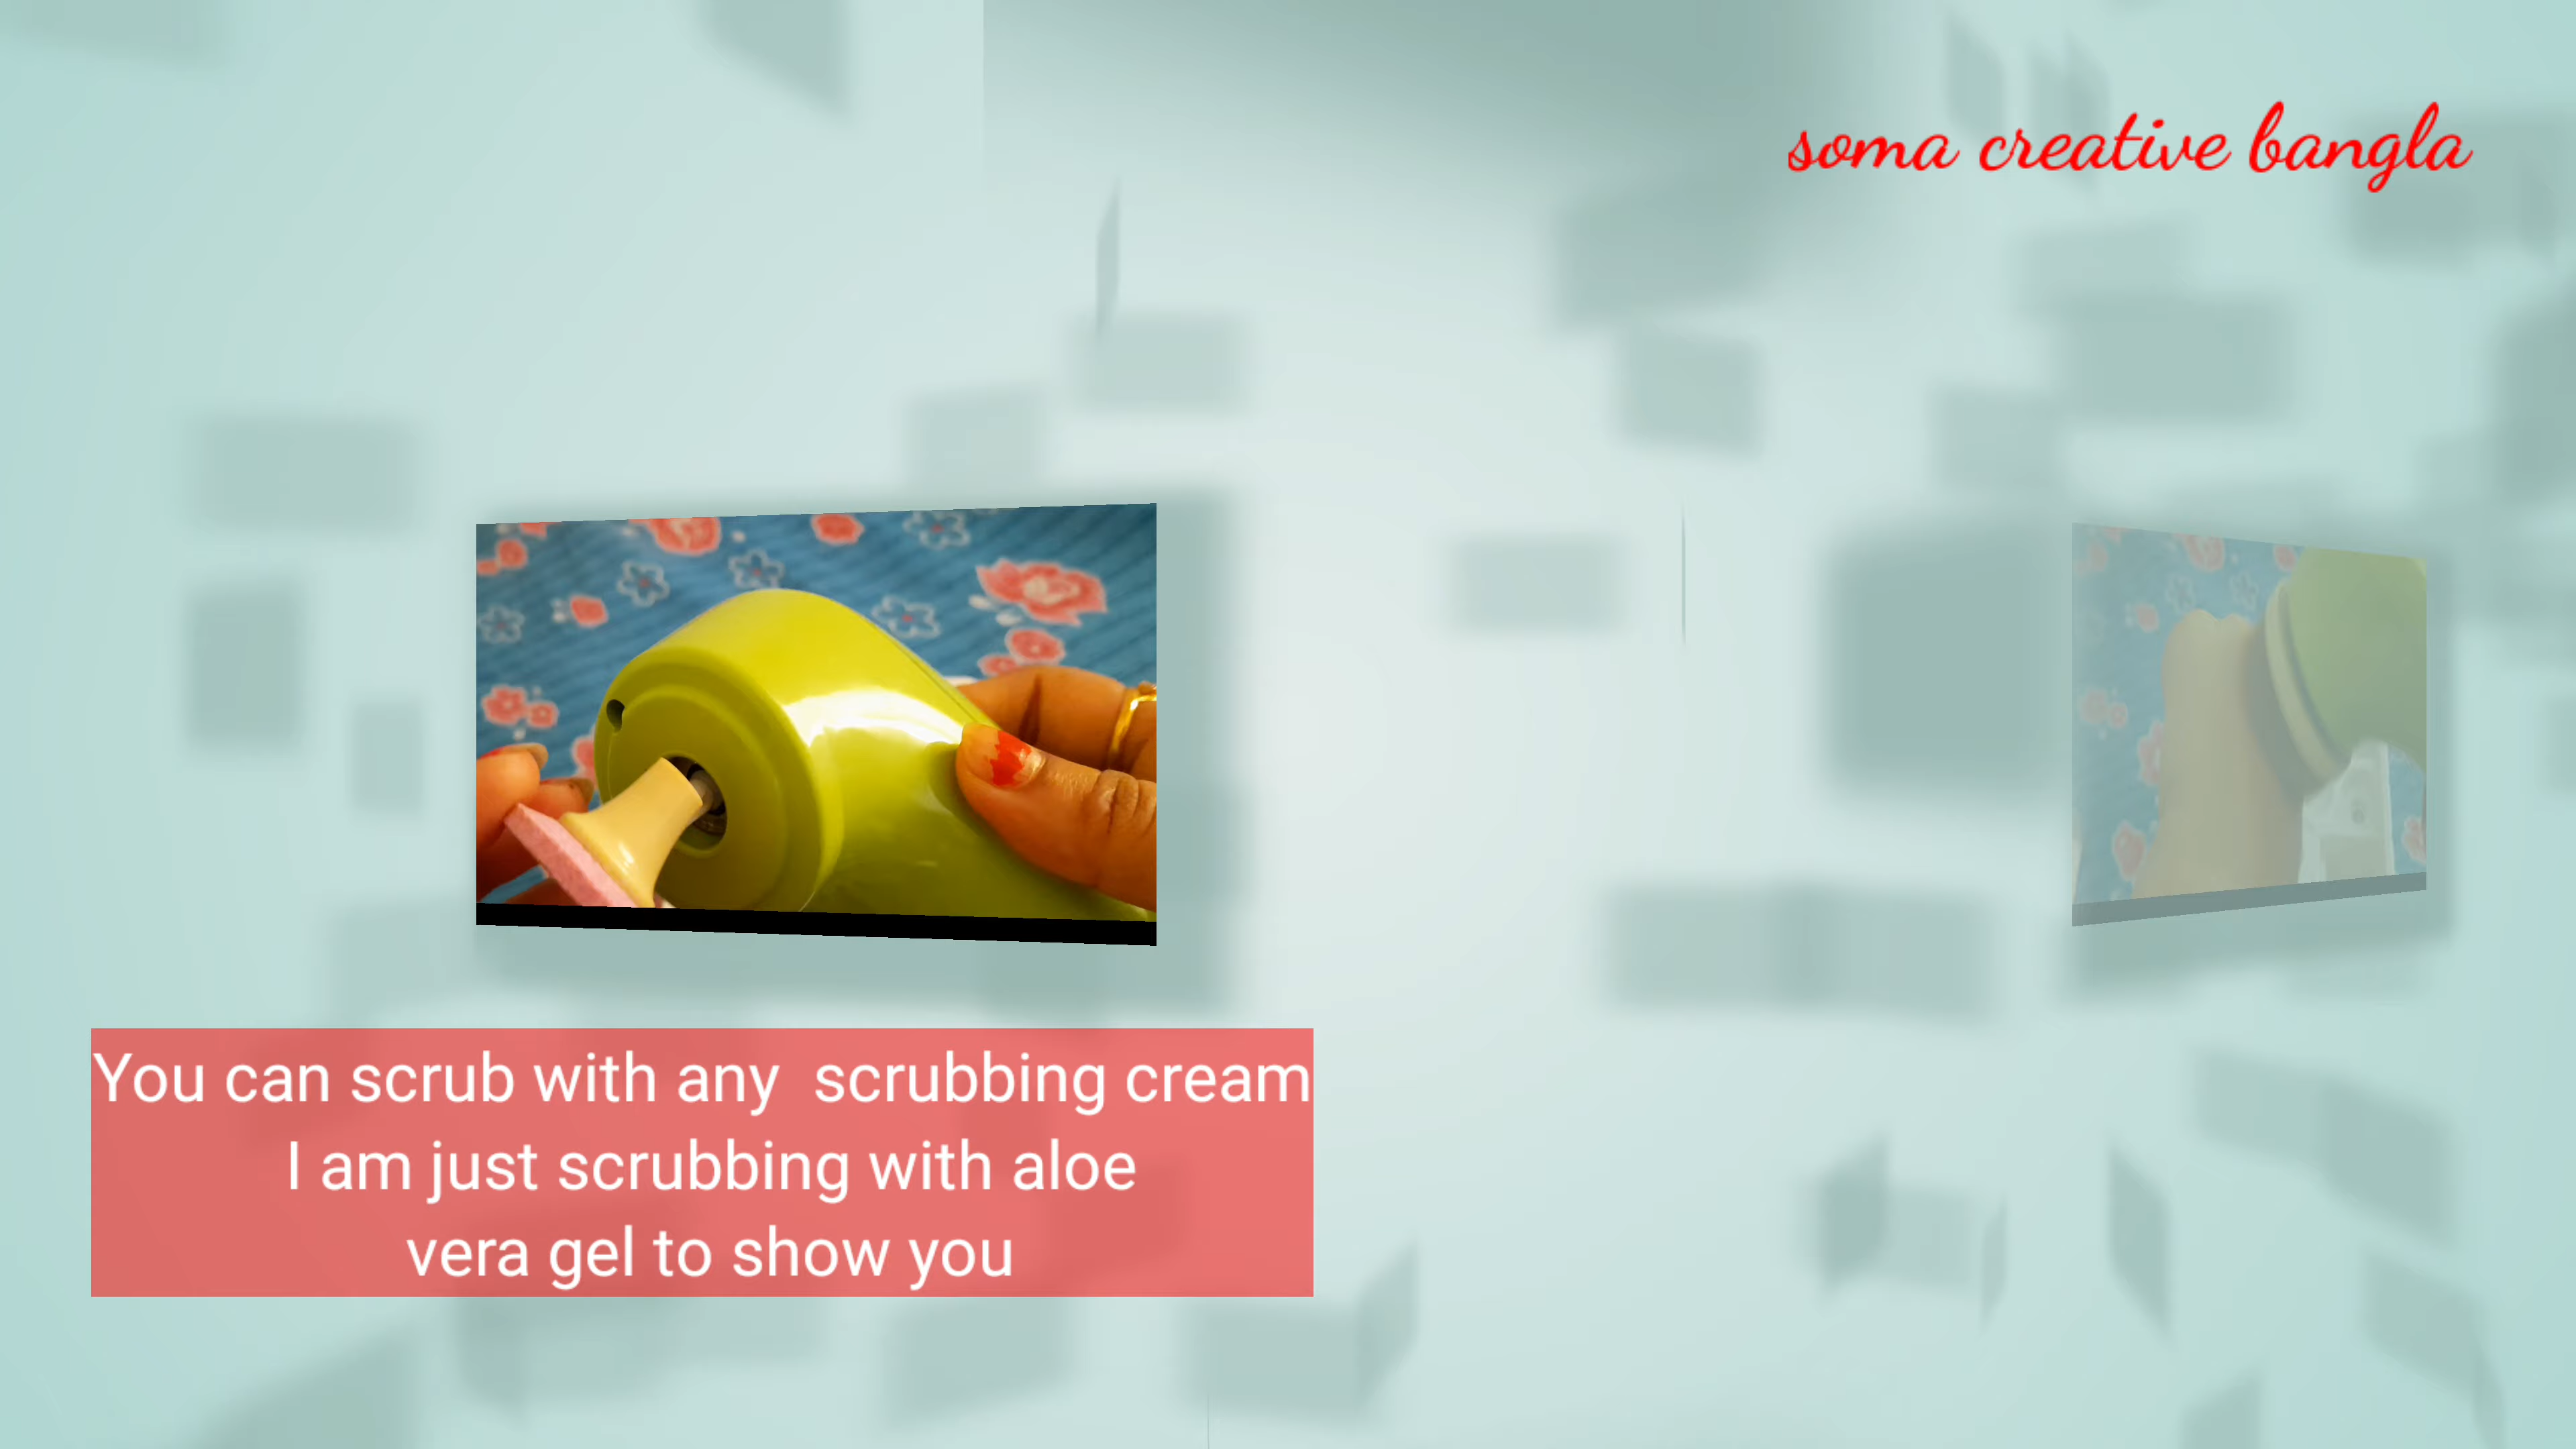 soma creative bangla
You can scrub with any  scrubbing cream
I am just scrubbing with aloe
vera gel to show you